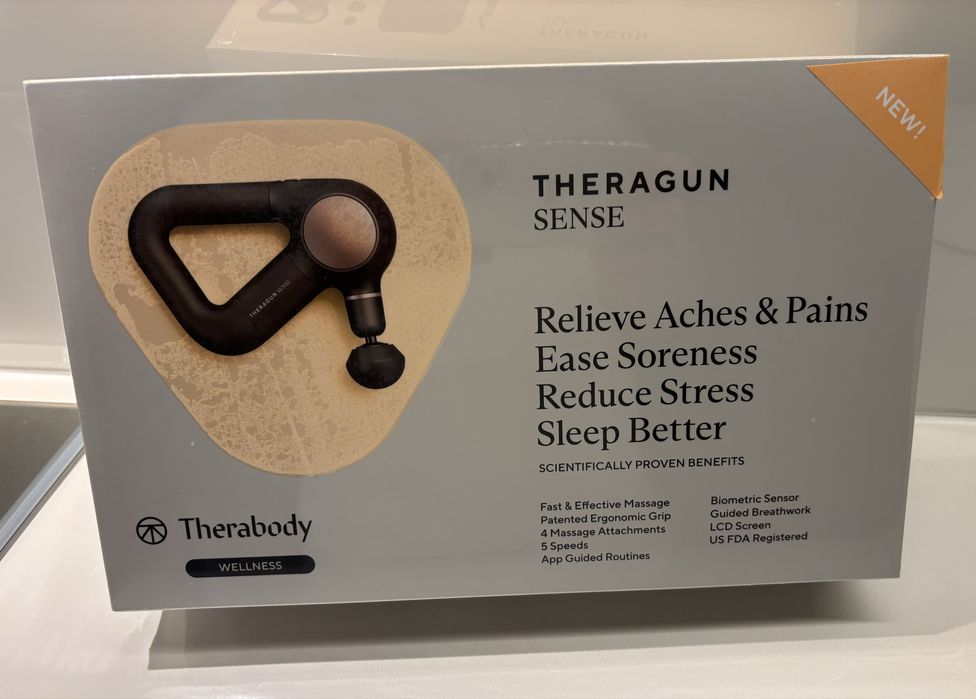 NEW!
THERAGUN
SENSE
THERAGUN SENSE
Relieve Aches & Pains
Ease Soreness
Reduce Stress
Sleep Better
SCIENTIFICALLY PROVEN BENEFITS
Fast & Effective Massage
Patented Ergonomic Grip
4 Massage Attachments
5 Speeds
App Guided Routines
Biometric Sensor
Guided Breathwork
LCD Screen
US FDA Registered
Therabody
WELLNESS